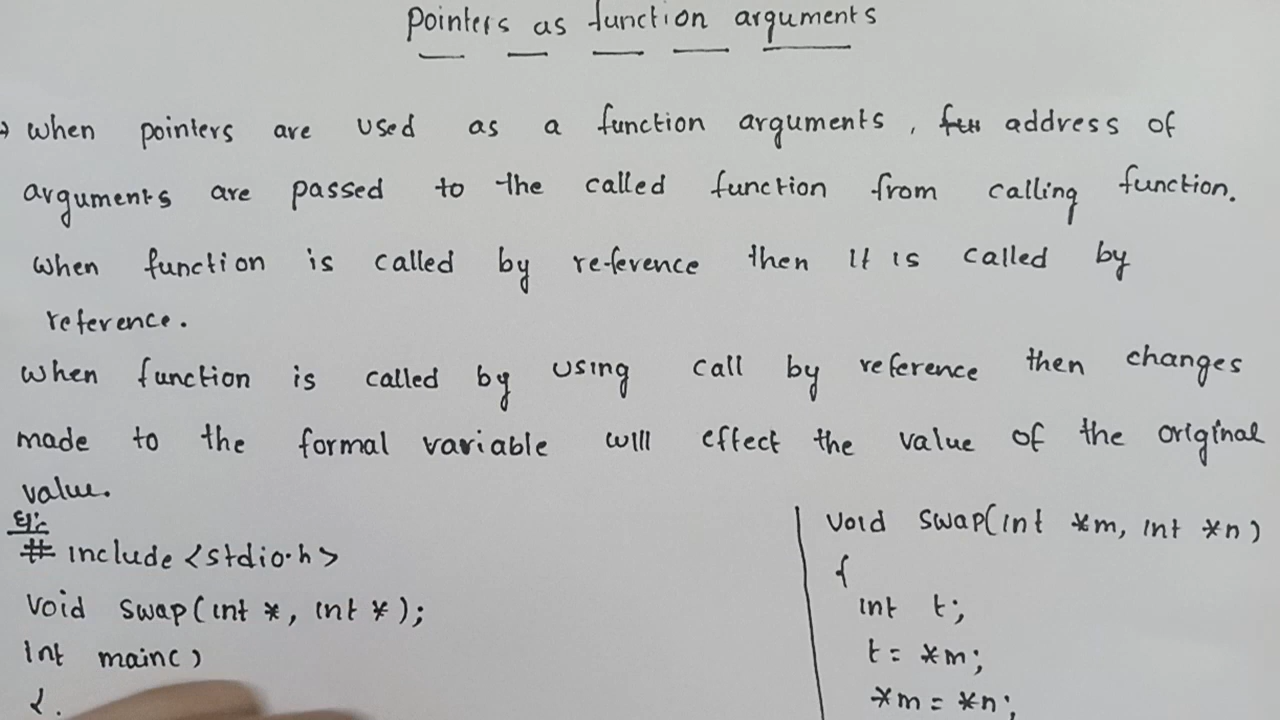 Pointers as function arguments
→ when pointers are used as a function arguments, address of
arguments are passed to the called function from calling function.
when function is called by reference then it is called by
reference.
when function is called by using call by reference then changes
made to the formal variable will effect the value of the original
value.
Ex:
# include <stdio.h>
void swap(int *, int *);
int main()
{
void swap(int *m, int *n)
{
int t;
t = *m;
*m = *n;